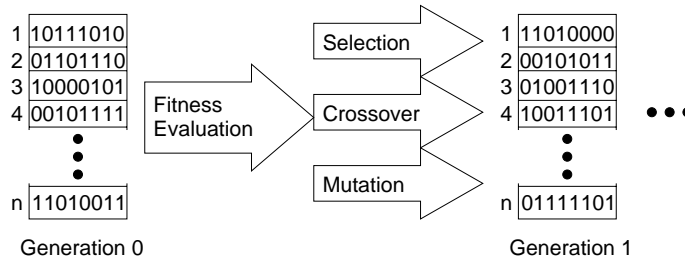 1 10111010
2 01101110
3 10000101
4 00101111
n 11010011
Generation 0
Fitness
Evaluation
Selection
Crossover
Mutation
1 11010000
2 00101011
3 01001110
4 10011101
n 01111101
Generation 1